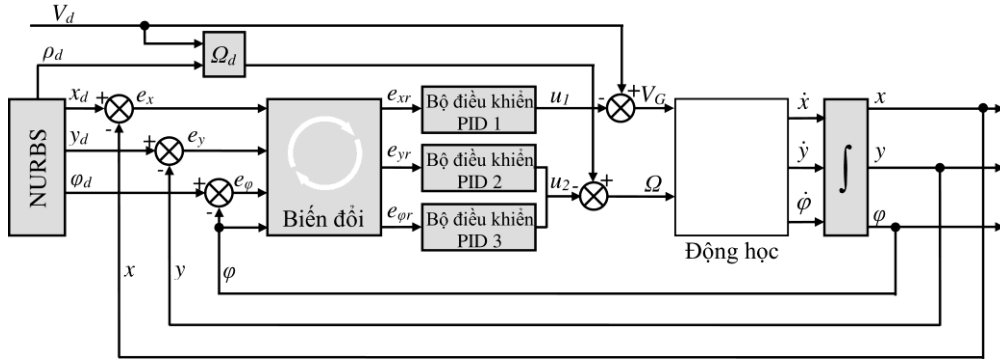 V_d
ρ_d
Ω_d
x_d
+
-
e_x
y_d
+
-
e_y
φ_d
+
-
e_φ
NURBS
Biến đổi
e_xr
e_yr
e_φr
Bộ điều khiển
PID 1
Bộ điều khiển
PID 2
Bộ điều khiển
PID 3
u_1
u_2
-
+
V_G
-
Ω
Động học
ẋ
ẏ
φ̇
∫
x
y
φ
x
y
φ